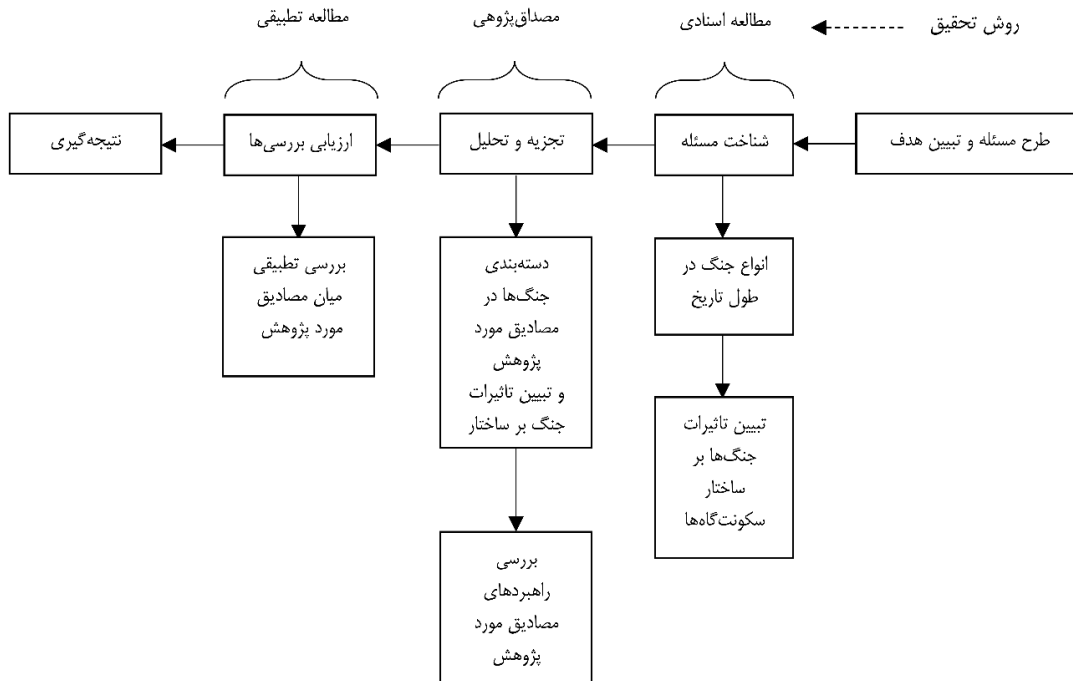 روش تحقیق
مطالعه اسنادی
مصداق‌پژوهی
مطالعه تطبیقی
طرح مسئله و تبیین هدف
شناخت مسئله
تجزیه و تحلیل
ارزیابی بررسی‌ها
نتیجه‌گیری
انواع جنگ در
طول تاریخ
تبیین تاثیرات
جنگ‌ها بر
ساختار
سکونت‌گاه‌ها
دسته‌بندی
جنگ‌ها در
مصادیق مورد
پژوهش
و تبیین تاثیرات
جنگ بر ساختار
بررسی
راهبردهای
مصادیق مورد
پژوهش
بررسی تطبیقی
میان مصادیق
مورد پژوهش